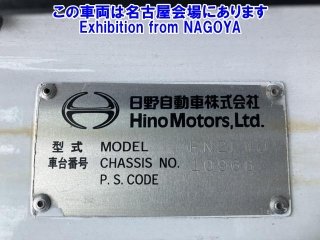 この車両は名古屋会場にあります
Exhibition from NAGOYA
日野自動車株式会社
Hino Motors, Ltd.
型式 MODEL
車台番号 CHASSIS NO.
P. S. CODE